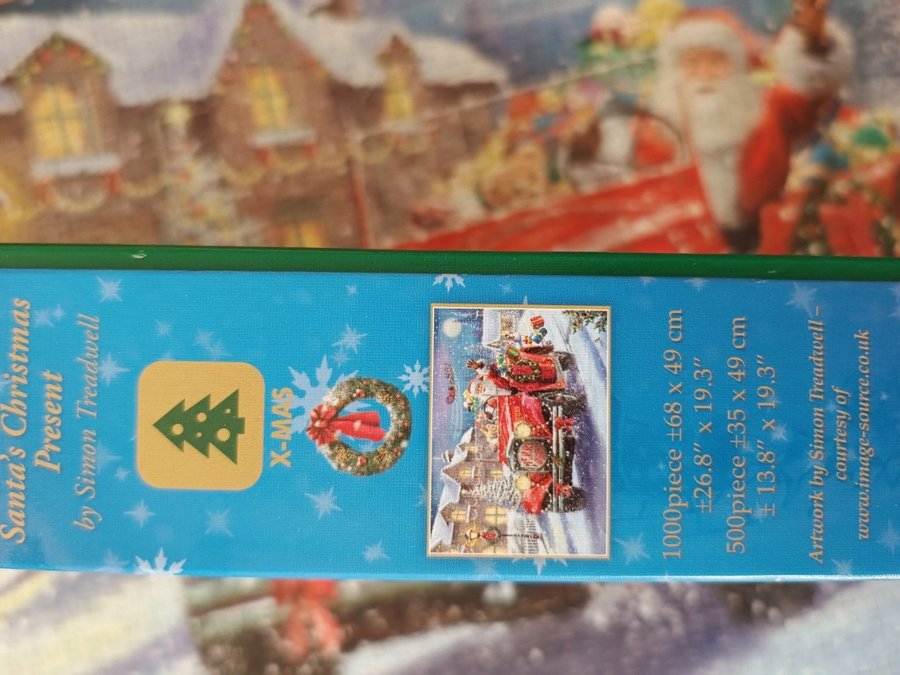 Santa's Christmas
Present
by Simon Treadwell
X-MAS
1000piece ±68 x 49 cm
±26.8" x 19.3"
500piece ±35 x 49 cm
± 13.8" x 19.3"
Artwork by Simon Treadwell –
courtesy of
www.image-source.co.uk